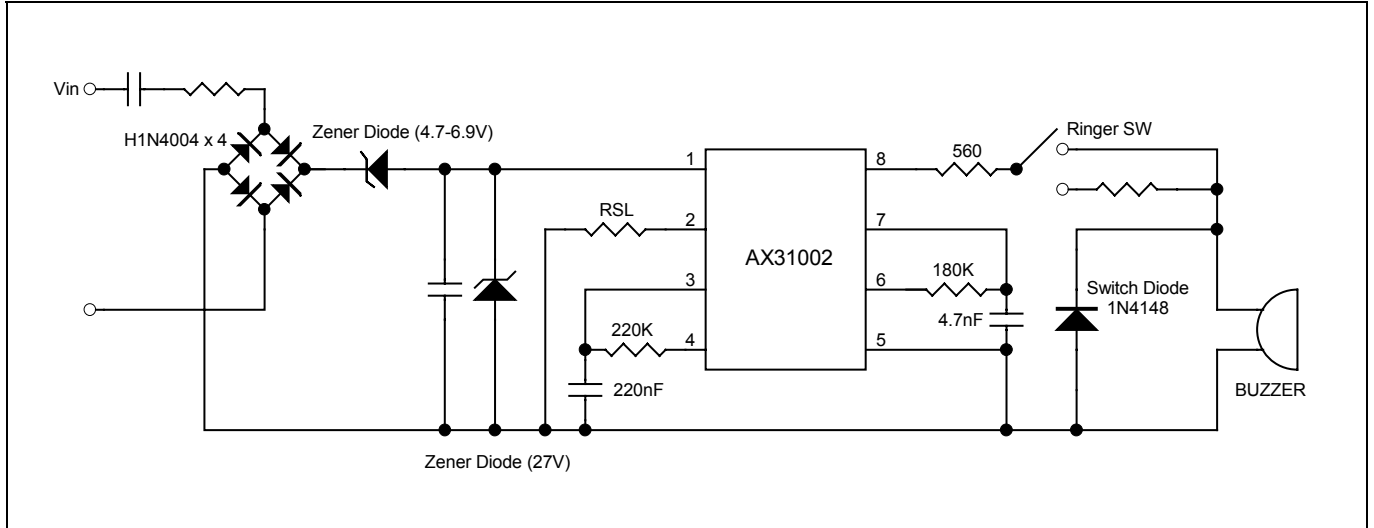 Vin
H1N4004 x 4
Zener Diode (4.7-6.9V)
Ringer SW
1
8
560
RSL
2
7
AX31002
3
6
180K
Switch Diode
1N4148
4.7nF
220K
4
5
220nF
BUZZER
Zener Diode (27V)